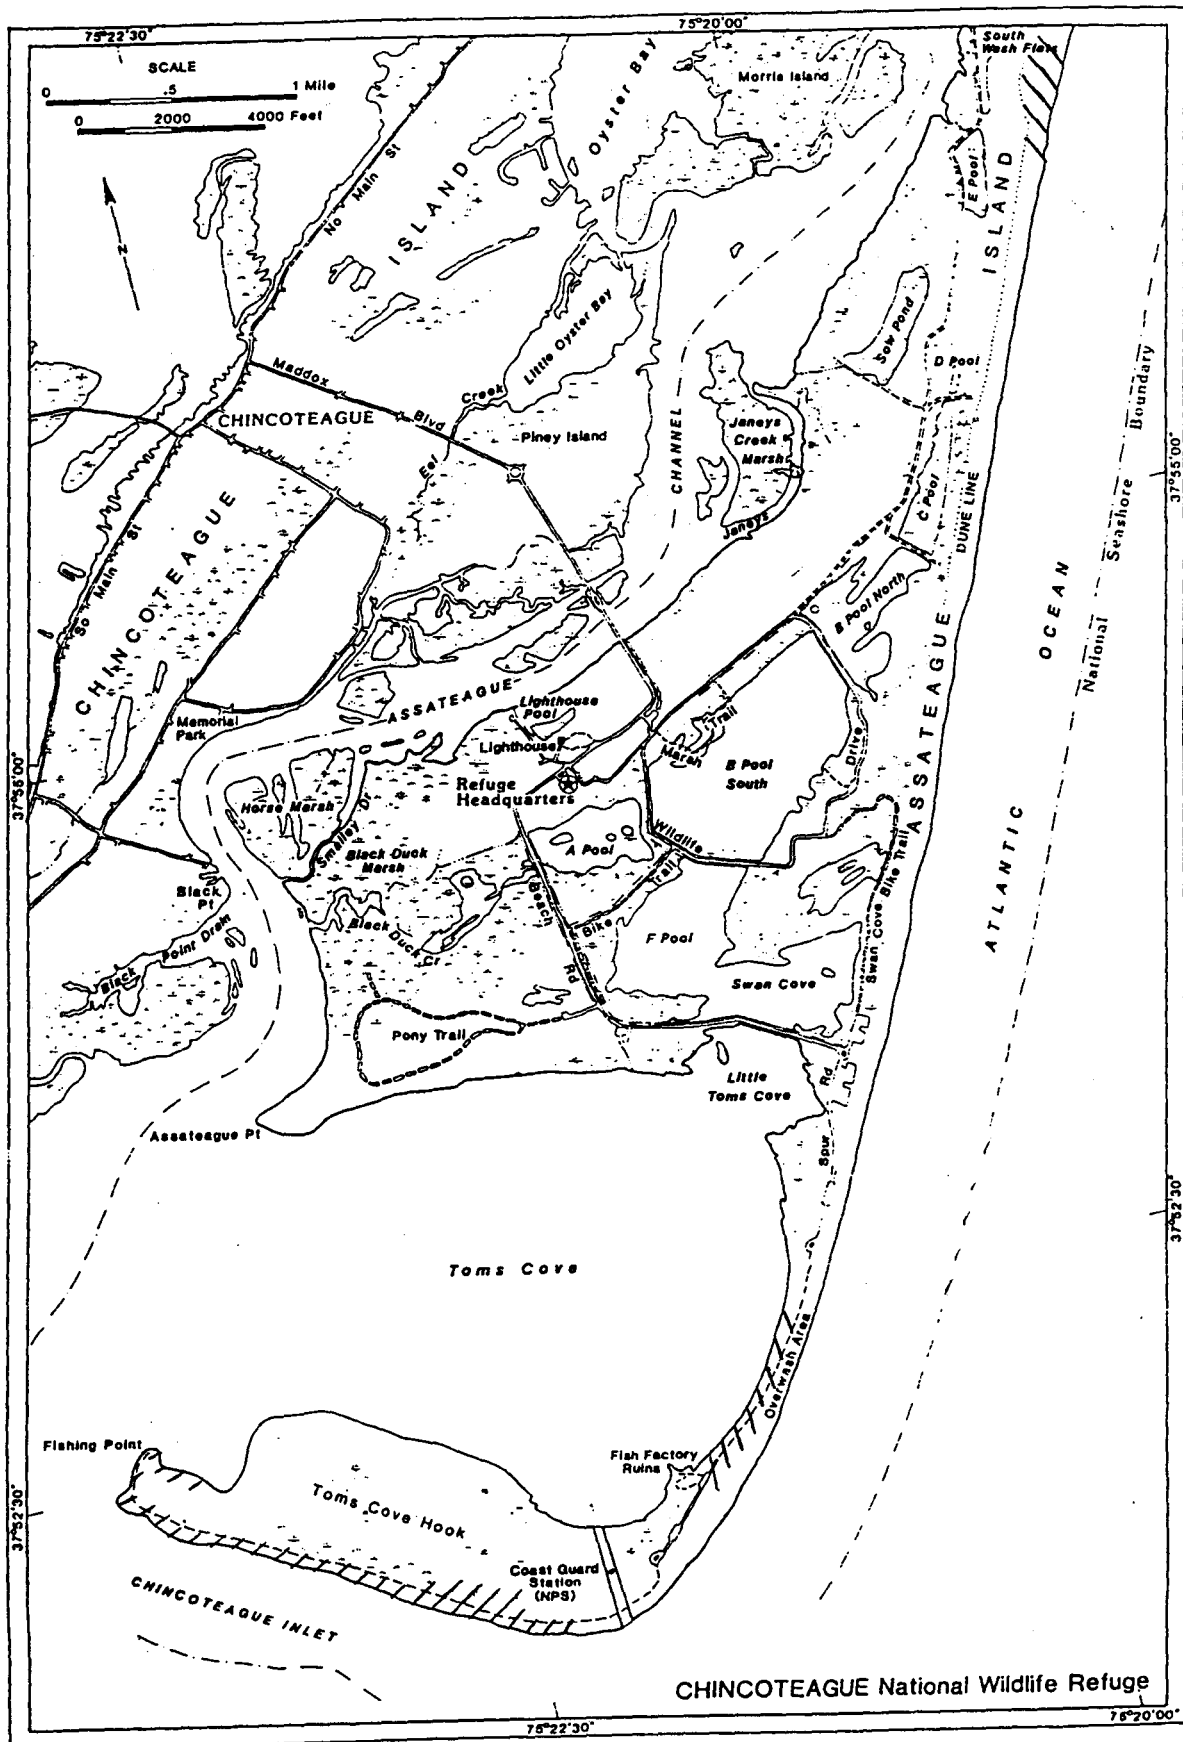 75°22'30"
75°20'00"
SCALE
0 .5 1 Mile
0 2000 4000 Feet
N
No Main St
ISLAND
Oyster Bay
Morris Island
South
Wash Flats
E Pool
ISLAND
Little Oyster Bay
Sow Pond
D Pool
Maddox
Blvd
Creek
Eel
CHINCOTEAGUE
Piney Island
CHANNEL
Janeys
Creek
Marsh
Janeys
C Pool
DUNE LINE
National Seashore Boundary
37°55'00"
So Main St
CHINCOTEAGUE
B Pool North
ASSATEAGUE
ATLANTIC OCEAN
Memorial
Park
ASSATEAGUE
Lighthouse
Pool
Lighthouse
Marsh Trail
B Pool
South
Drive
37°55'00"
Refuge
Headquarters
Horse Marsh
Smalley Dr
Black Duck
Marsh
A Pool
Wildlife
Black
Pt
Black Point Drain
Black Duck Cr
Beach
Rd
Bike
Trail
F Pool
Swan Cove
Swan Cove Bike Trail
Pony Trail
Little
Toms Cove
Assateague Pt
Spur
Rd
37°52'30"
Toms Cove
Overwash Area
Fishing Point
Fish Factory
Ruins
Toms Cove Hook
37°52'30"
Coast Guard
Station
(NPS)
CHINCOTEAGUE INLET
CHINCOTEAGUE National Wildlife Refuge
75°22'30"
75°20'00"